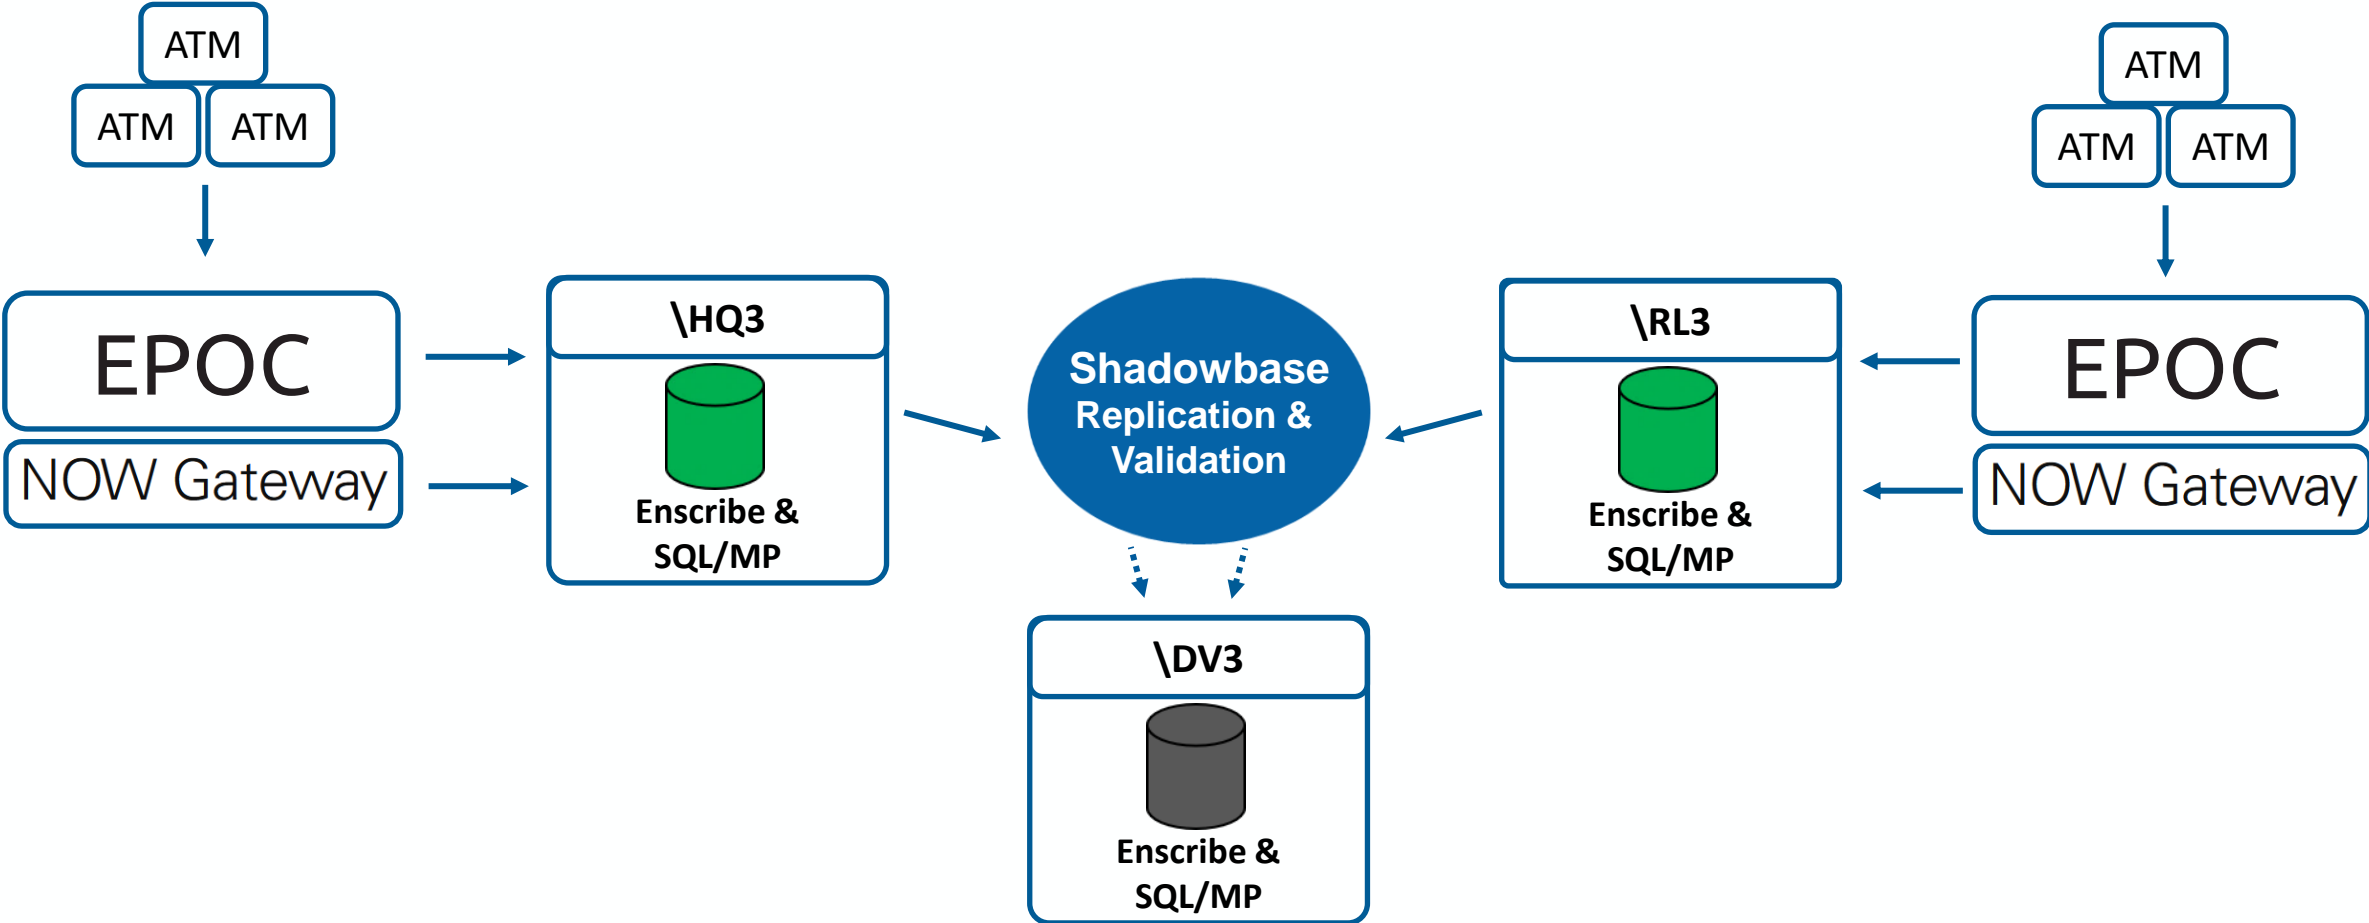 ATM
ATM ATM
EPOC
NOW Gateway
\HQ3
Enscribe &
SQL/MP
Shadowbase
Replication &
Validation
\DV3
Enscribe &
SQL/MP
\RL3
Enscribe &
SQL/MP
ATM
ATM ATM
EPOC
NOW Gateway